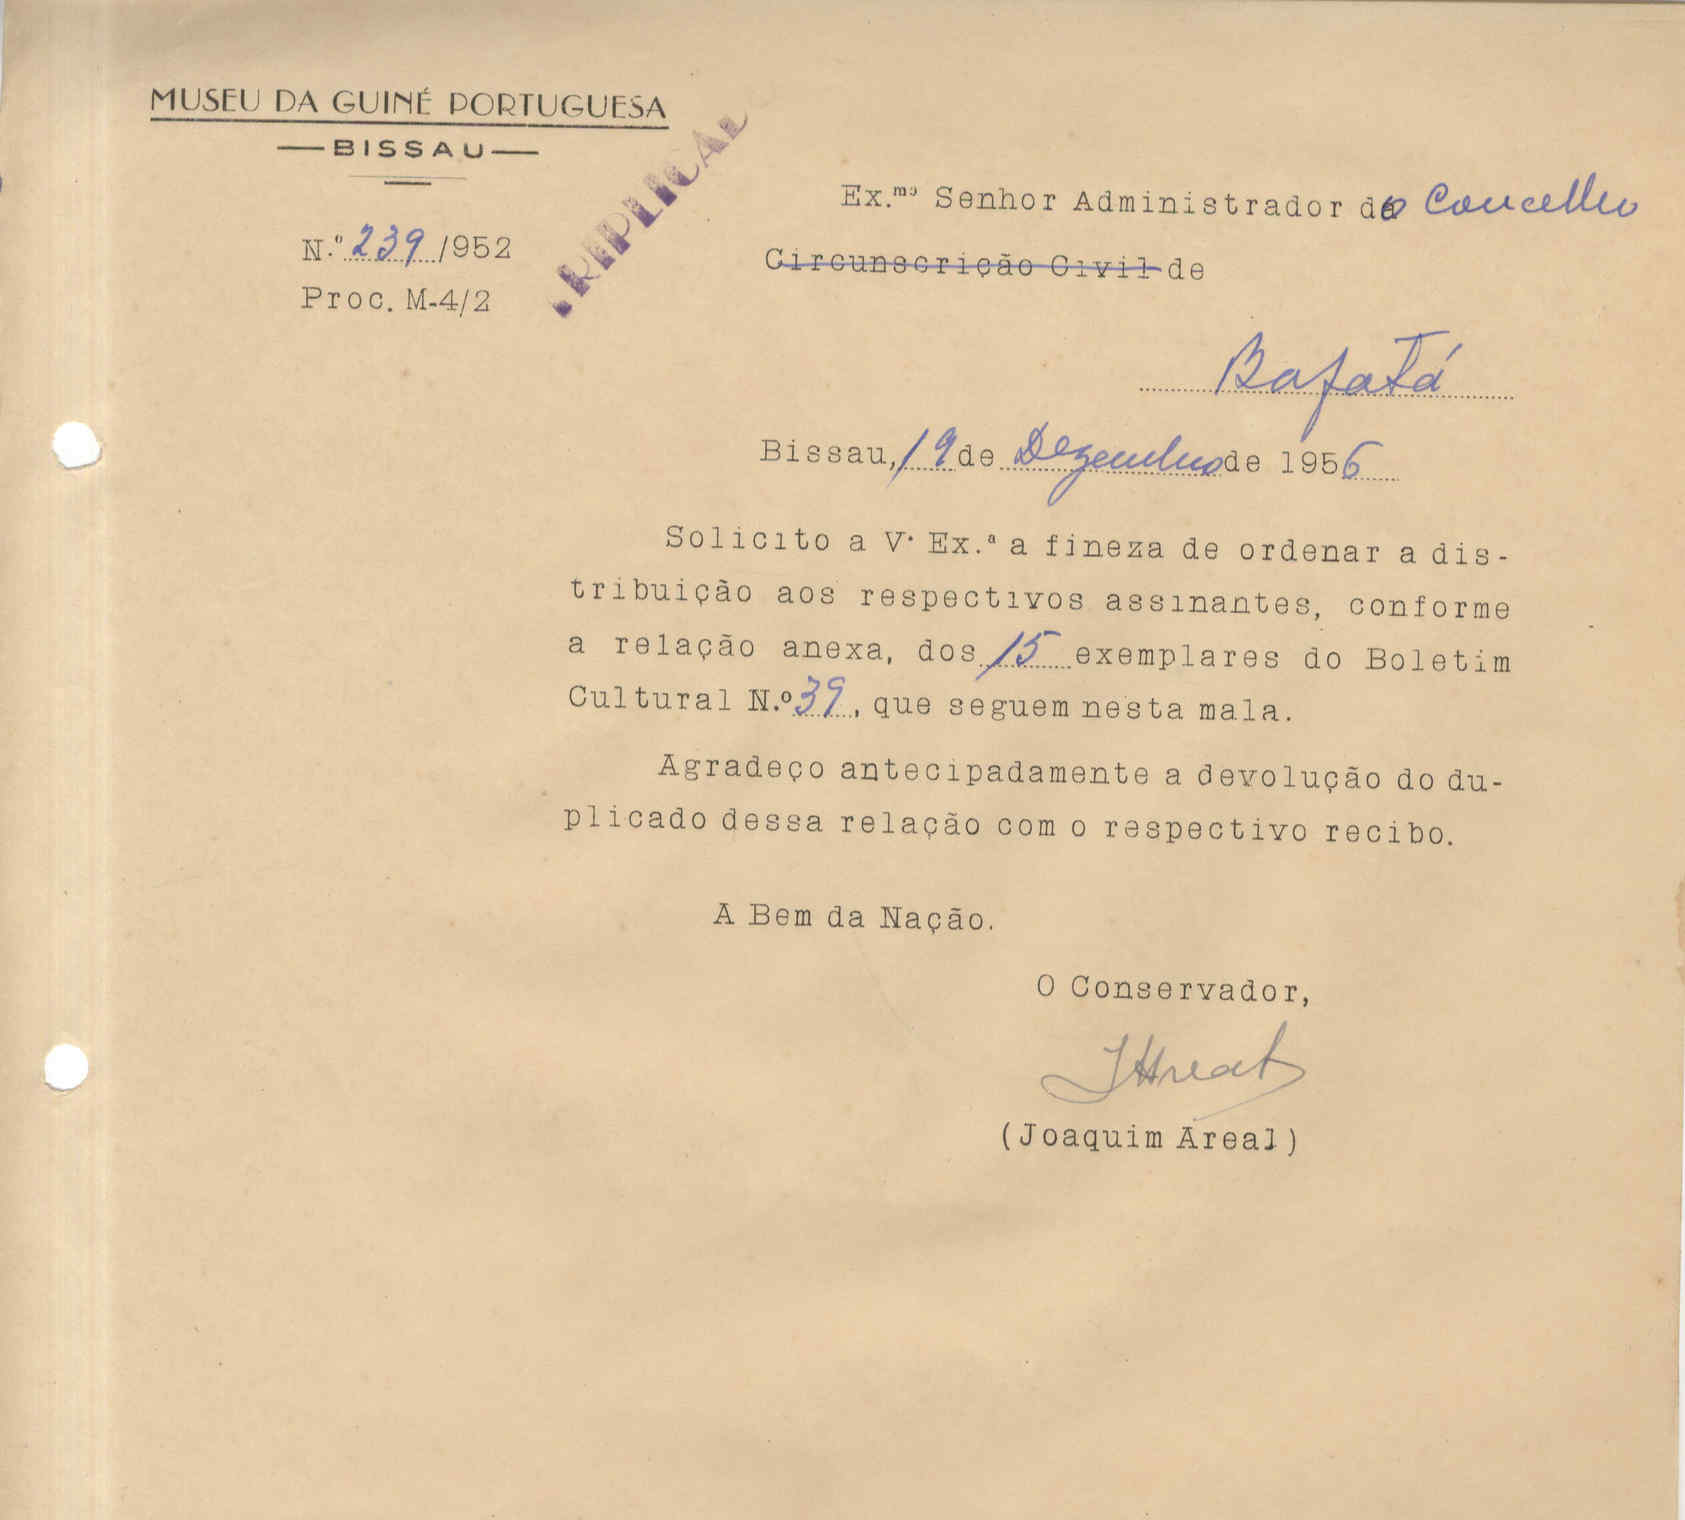 MUSEU DA GUINÉ PORTUGUESA
BISSAU
N.º 239/952
Proc. M-4/2
Ex.mº Senhor Administrador do Concelho
Circunscrição Civil de
Bafatá
Bissau, 19 de Dezembro de 1956
Solicito a V. Ex.ª a fineza de ordenar a dis-
tribuição aos respectivos assinantes, conforme
a relação anexa, dos 15 exemplares do Boletim
Cultural N.º 39, que seguem nesta mala.
Agradeço antecipadamente a devolução do du-
plicado dessa relação com o respectivo recibo.
A Bem da Nação.
O Conservador,
JAreal
(Joaquim Areal)